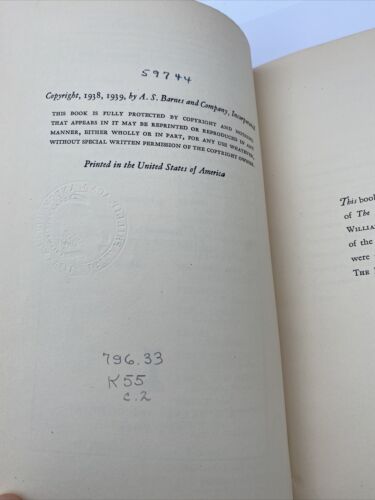 59744
Copyright, 1938, 1939, by A. S. Barnes and Company, Incorporated
THIS BOOK IS FULLY PROTECTED BY COPYRIGHT AND NOTHING
THAT APPEARS IN IT MAY BE REPRINTED OR REPRODUCED IN ANY
MANNER, EITHER WHOLLY OR IN PART, FOR ANY USE WHATEVER,
WITHOUT SPECIAL WRITTEN PERMISSION OF THE COPYRIGHT OWNER.
Printed in the United States of America
796.33
K55
c.2
This book
of The
WILLIA
of the
were
THE